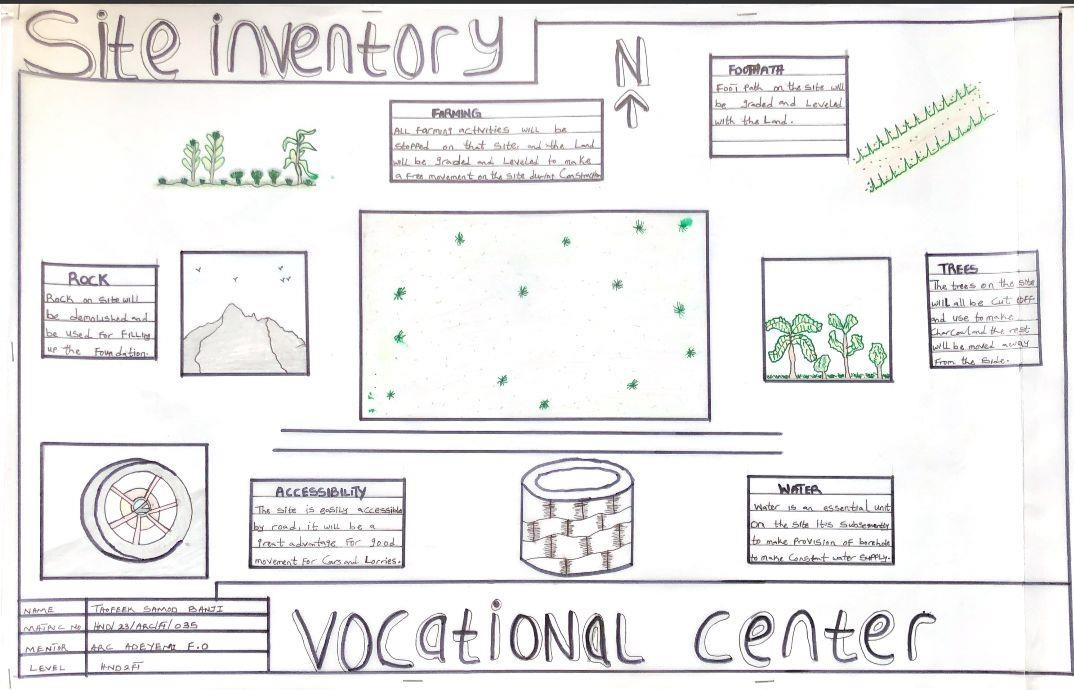 Site inventory
N
FOOTPATH
Foot Path on the site will
be graded and Leveled
with the Land.
FARMING
ALL Farming activities will be
stopped on that site, and the Land
will be graded and Leveled to make
a Free movement on the site during
ROCK
Rock on site will
be demolished and
be used for Filling
up the Foundation.
TREES
The trees on the site
will all be cut off
and use to make
Charcoal and the rest
will be moved away
From the Side.
ACCESSIBILITY
The site is easily accessible
by road, it will be a
great advantage For good
movement For Cars and Lorries.
WATER
Water is an essential unit
on the site It is
to make Provision of borehole
to make Constant water SUPPLY.
NAME TAOFEEK SAMOD BANJI
MATRIC NO HND/23/ARC/FT/035
MENTOR ARC ADEYEMI F.O
LEVEL HND2FT
VOCATIONAL center